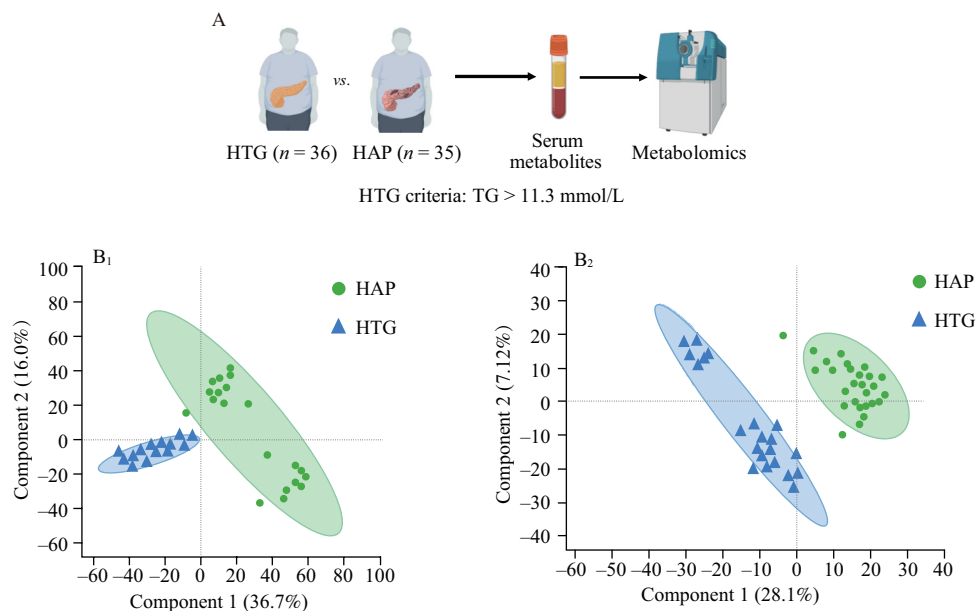 A
vs.
HTG (n = 36)
HAP (n = 35)
Serum
metabolites
Metabolomics
HTG criteria: TG > 11.3 mmol/L
B₁
100
80
60
40
20
0
−20
−40
−60
Component 2 (16.0%)
HAP
HTG
−60
−40
−20
0
20
40
60
80
100
Component 1 (36.7%)
B₂
40
30
20
10
0
−10
−20
−30
−40
Component 2 (7.12%)
HAP
HTG
−60
−50
−40
−30
−20
−10
0
10
20
30
40
Component 1 (28.1%)